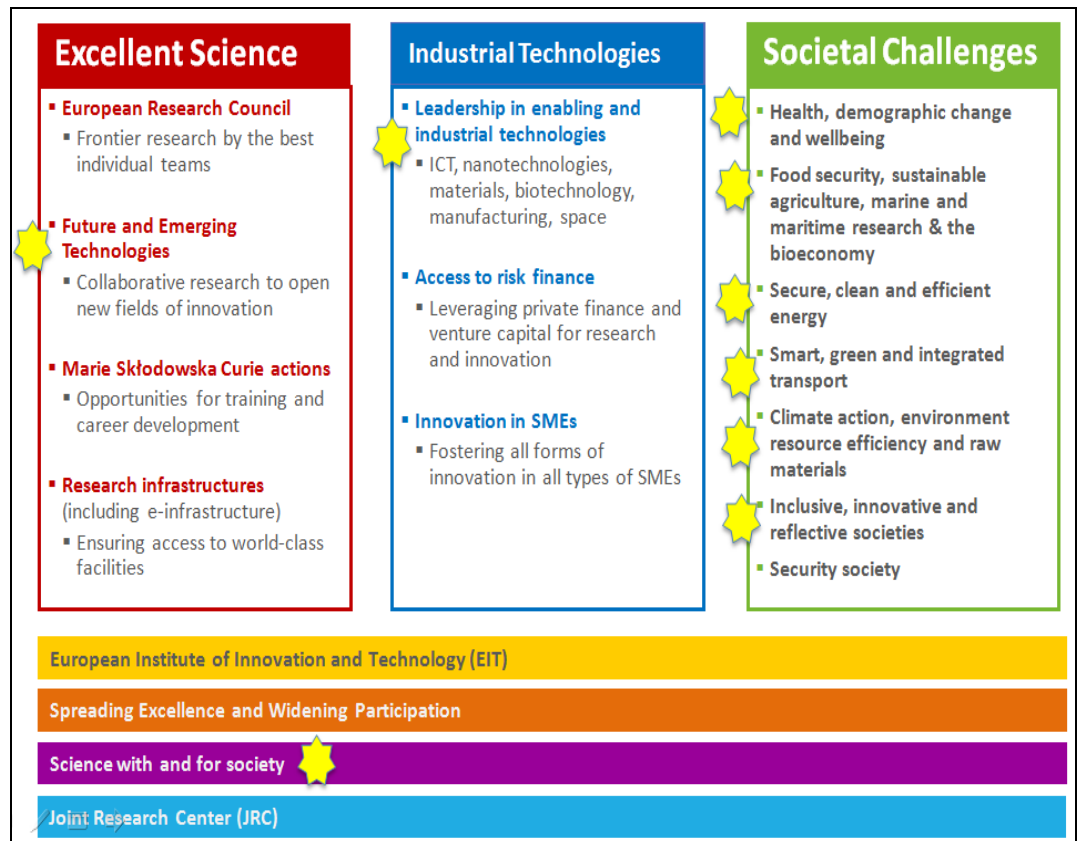 Excellent Science
▪ European Research Council
▪ Frontier research by the best
individual teams
▪ Future and Emerging
Technologies
▪ Collaborative research to open
new fields of innovation
▪ Marie Skłodowska Curie actions
▪ Opportunities for training and
career development
▪ Research infrastructures
(including e-infrastructure)
▪ Ensuring access to world-class
facilities
Industrial Technologies
▪ Leadership in enabling and
industrial technologies
▪ ICT, nanotechnologies,
materials, biotechnology,
manufacturing, space
▪ Access to risk finance
▪ Leveraging private finance and
venture capital for research
and innovation
▪ Innovation in SMEs
▪ Fostering all forms of
innovation in all types of SMEs
Societal Challenges
▪ Health, demographic change
and wellbeing
▪ Food security, sustainable
agriculture, marine and
maritime research & the
bioeconomy
▪ Secure, clean and efficient
energy
▪ Smart, green and integrated
transport
▪ Climate action, environment
resource efficiency and raw
materials
▪ Inclusive, innovative and
reflective societies
▪ Security society
European Institute of Innovation and Technology (EIT)
Spreading Excellence and Widening Participation
Science with and for society
Joint Research Center (JRC)